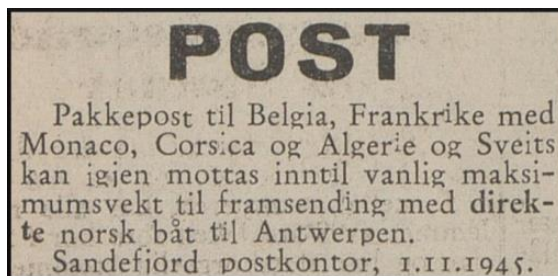 POST
Pakkepost til Belgia, Frankrike med
Monaco, Corsica og Algerie og Sveits
kan igjen mottas inntil vanlig maksi-
mumsvekt til framsending med direk-
te norsk båt til Antwerpen.
Sandefjord postkontor, 1.11.1945.